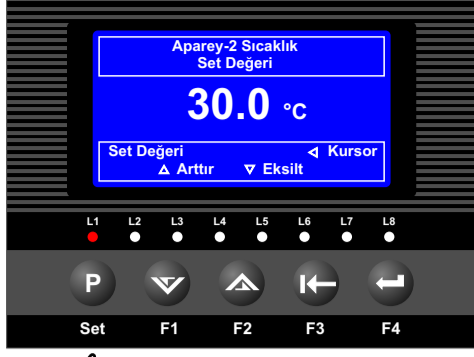 Aparey-2 Sıcaklık
Set Değeri
30.0 °C
Set Değeri Kursor
Arttır Eksilt
L1 L2 L3 L4 L5 L6 L7 L8
P
Set F1 F2 F3 F4